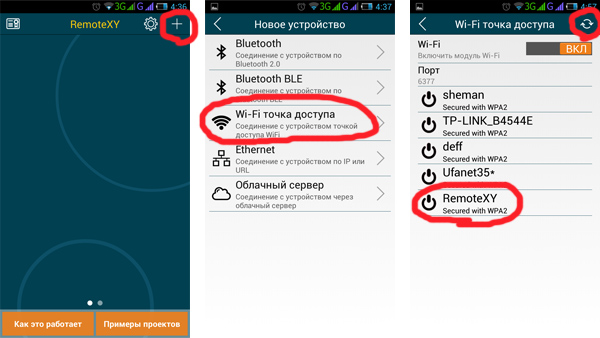 3G G 4:36
RemoteXY
Как это работает
Примеры проектов
3G G 4:37
Новое устройство
Bluetooth
Соединение с устройством по
Bluetooth 2.0
Bluetooth BLE
Соединение с устройством по
Bluetooth BLE
Wi-Fi точка доступа
Соединение с устройством точкой
доступа WiFi
Ethernet
Соединение с устройством по IP или
URL
Облачный сервер
Соединение с устройством через
облачный сервер
3G G 4:57
Wi-Fi точка доступа
Wi-Fi
Включить модуль Wi-Fi
ВКЛ
Порт
6377
sheman
Secured with WPA2
TP-LINK_B4544E
Secured with WPA2
deff
Secured with WPA2
Ufanet35*
RemoteXY
Secured with WPA2